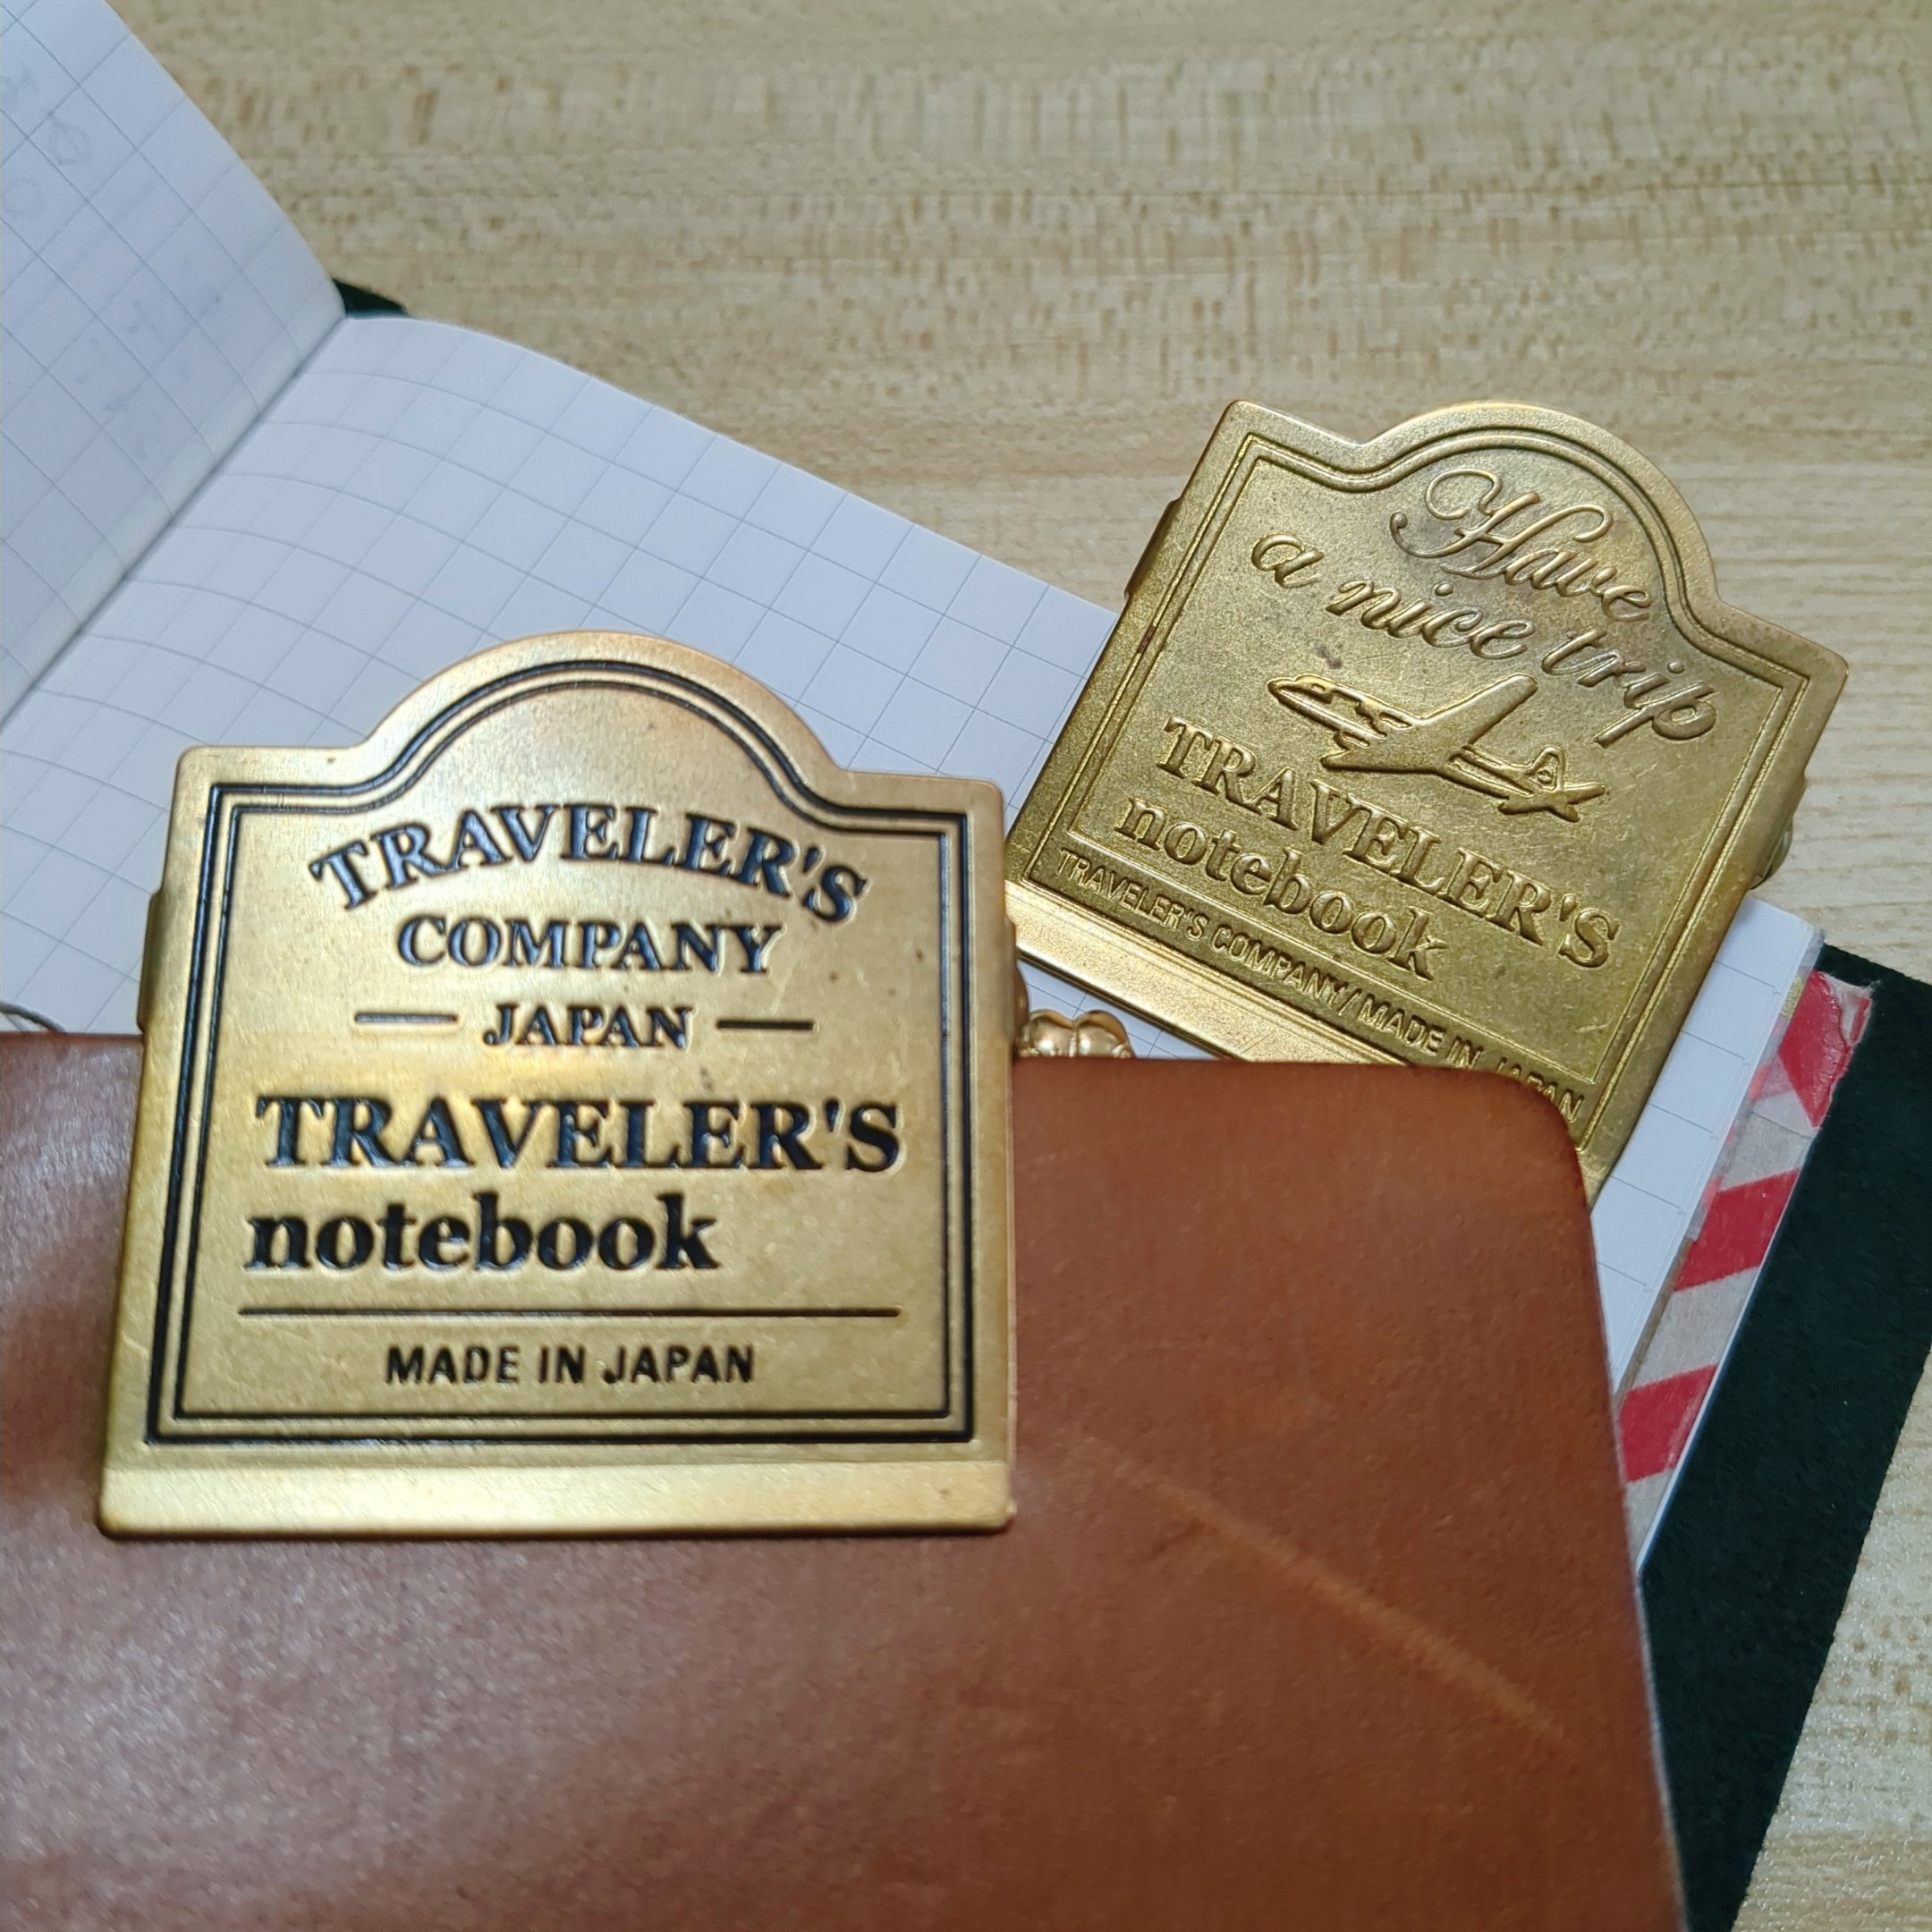 TRAVELER'S
COMPANY
JAPAN
TRAVELER'S
notebook
MADE IN JAPAN
Have
a nice trip
TRAVELER'S
notebook
TRAVELER'S COMPANY/MADE IN JAPAN